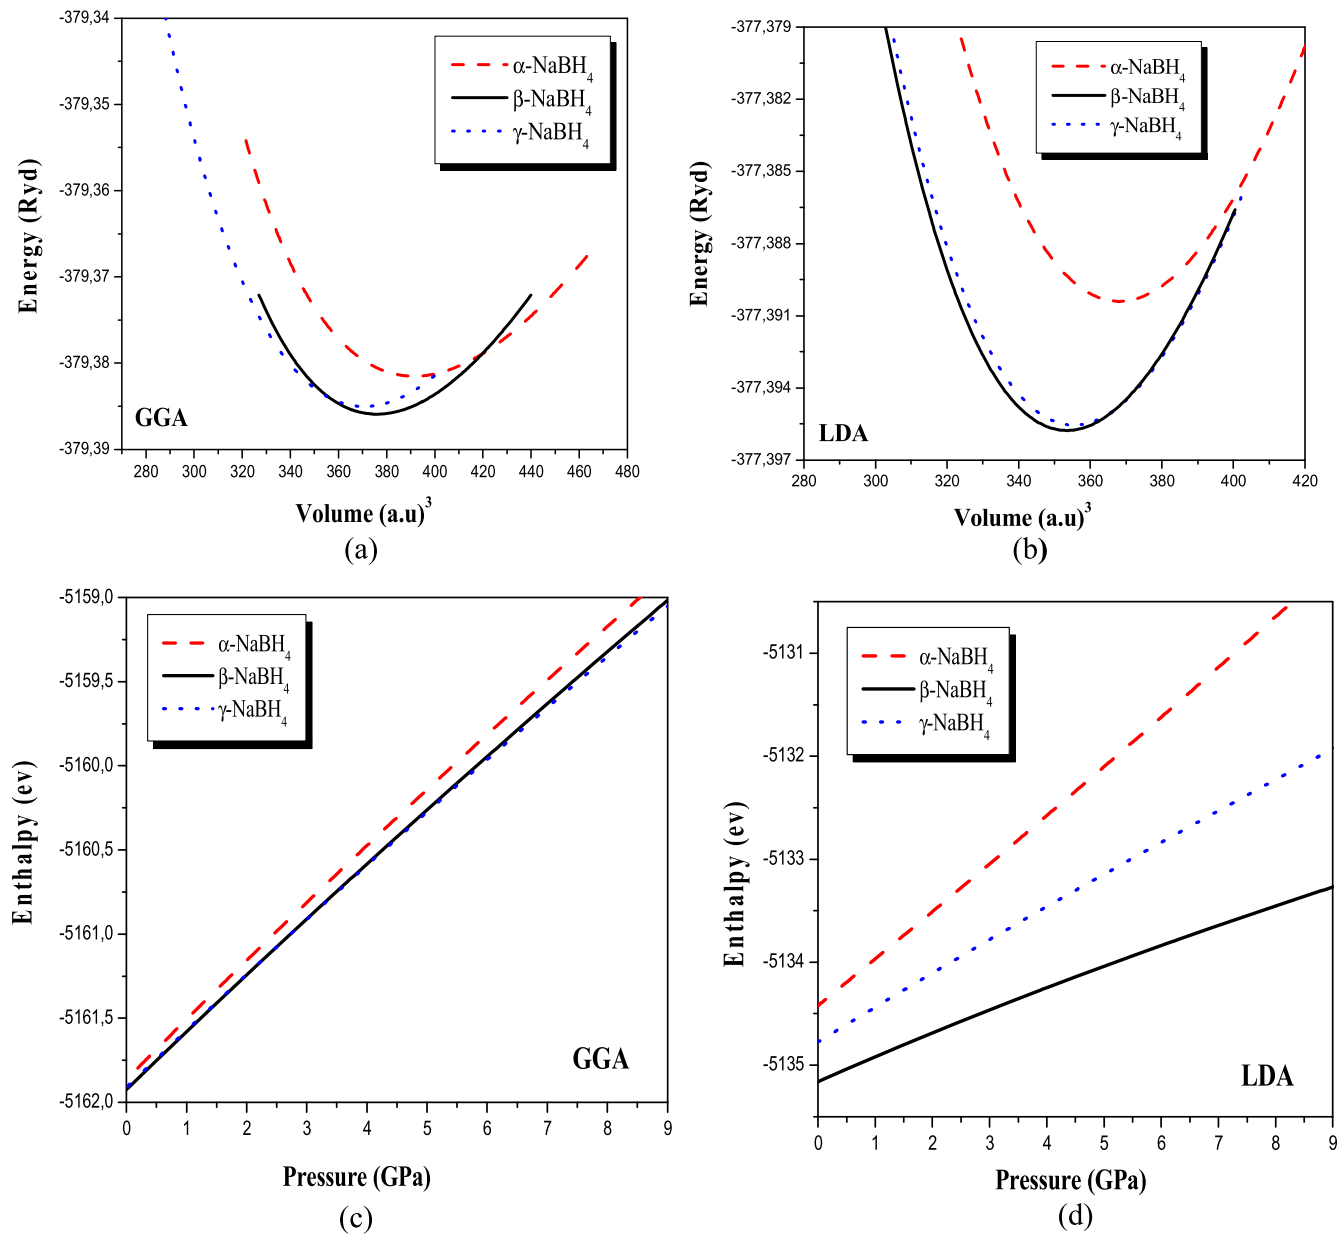 -379,34
-379,35
-379,36
-379,37
-379,38
-379,39
Energy (Ryd)
α-NaBH4
β-NaBH4
γ-NaBH4
GGA
280 300 320 340 360 380 400 420 440 460 480
Volume (a.u)3
(a)
-377,379
-377,382
-377,385
-377,388
-377,391
-377,394
-377,397
Energy (Ryd)
α-NaBH4
β-NaBH4
γ-NaBH4
LDA
280 300 320 340 360 380 400 420
Volume (a.u)3
(b)
-5159,0
-5159,5
-5160,0
-5160,5
-5161,0
-5161,5
-5162,0
Enthalpy (ev)
α-NaBH4
β-NaBH4
γ-NaBH4
GGA
0 1 2 3 4 5 6 7 8 9
Pressure (GPa)
(c)
-5131
-5132
-5133
-5134
-5135
Enthalpy (ev)
α-NaBH4
β-NaBH4
γ-NaBH4
LDA
0 1 2 3 4 5 6 7 8 9
Pressure (GPa)
(d)